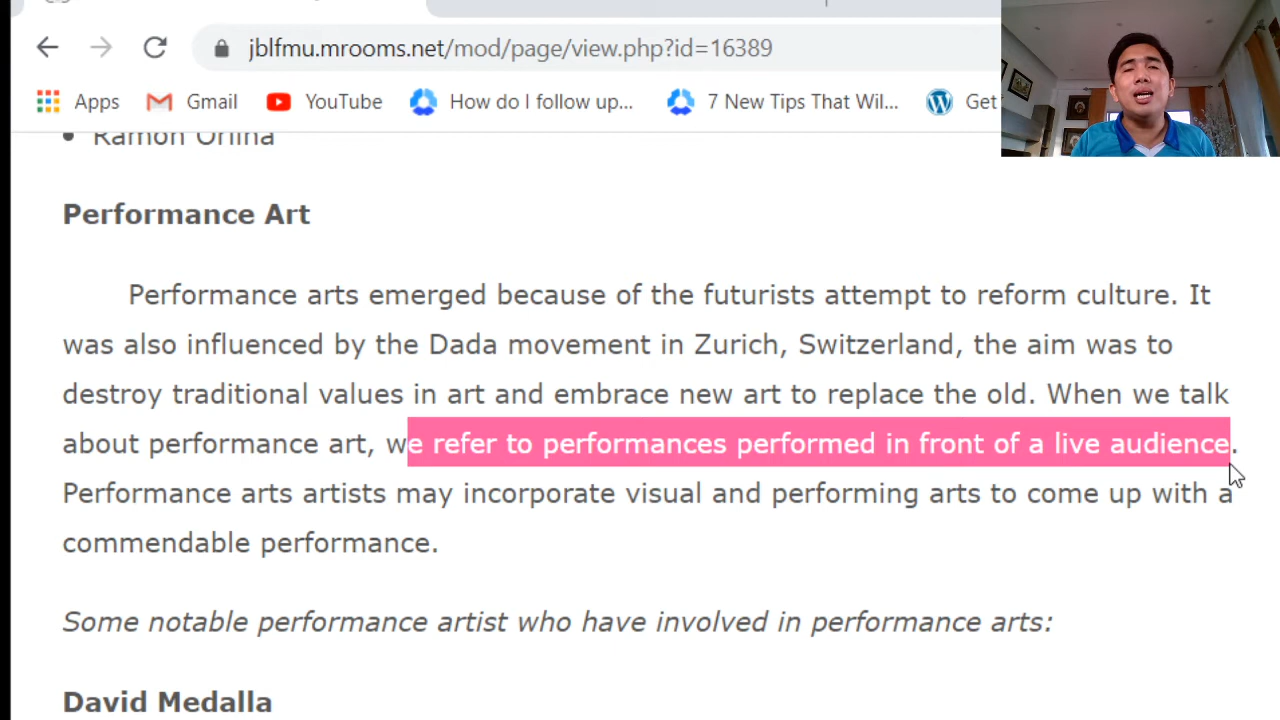 jblfmu.mrooms.net/mod/page/view.php?id=16389
Apps Gmail YouTube How do I follow up... 7 New Tips That Wil... Get
• Ramon Orlina
Performance Art
Performance arts emerged because of the futurists attempt to reform culture. It
was also influenced by the Dada movement in Zurich, Switzerland, the aim was to
destroy traditional values in art and embrace new art to replace the old. When we talk
about performance art, we refer to performances performed in front of a live audience.
Performance arts artists may incorporate visual and performing arts to come up with a
commendable performance.
Some notable performance artist who have involved in performance arts:
David Medalla